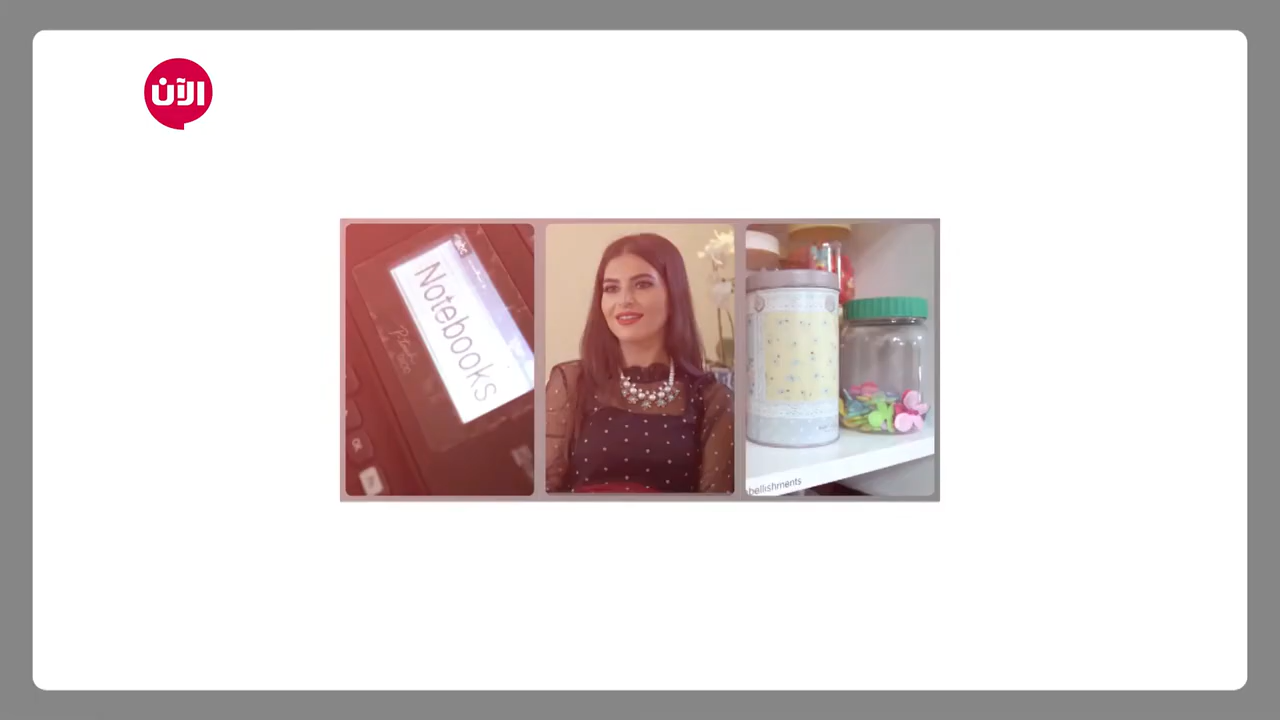 الآن
Notebooks
bellishments